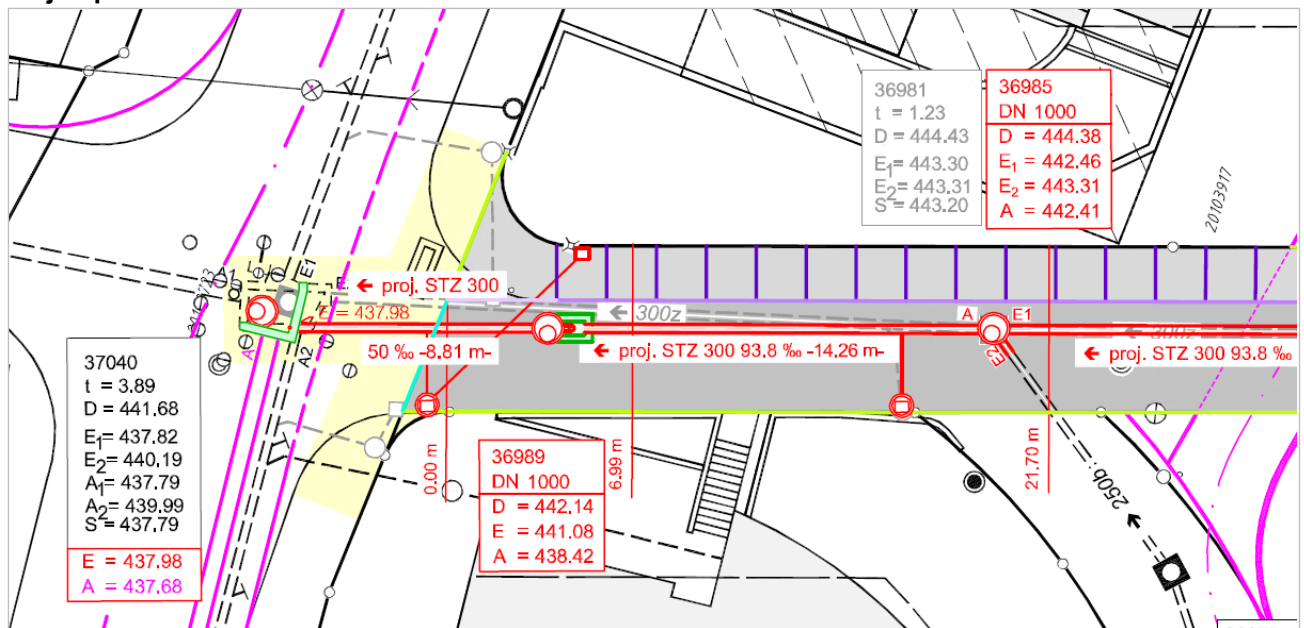 36981
t = 1.23
D = 444.43
E1= 443.30
E2= 443.31
S = 443.20
36985
DN 1000
D = 444.38
E1 = 442.46
E2 = 443.31
A = 442.41
20103917
A1
E1
E
← proj. STZ 300
E = 437.98
← 300z
A
E1
E2
50 ‰ -8.81 m-
← proj. STZ 300 93.8 ‰ -14.26 m-
← proj. STZ 300 93.8 ‰
A
A2
37040
t = 3.89
D = 441.68
E1= 437.82
E2= 440.19
A1= 437.79
A2= 439.99
S = 437.79
E = 437.98
A = 437.68
0.00 m
6.99 m
21.70 m
36989
DN 1000
D = 442.14
E = 441.08
A = 438.42
← 250b